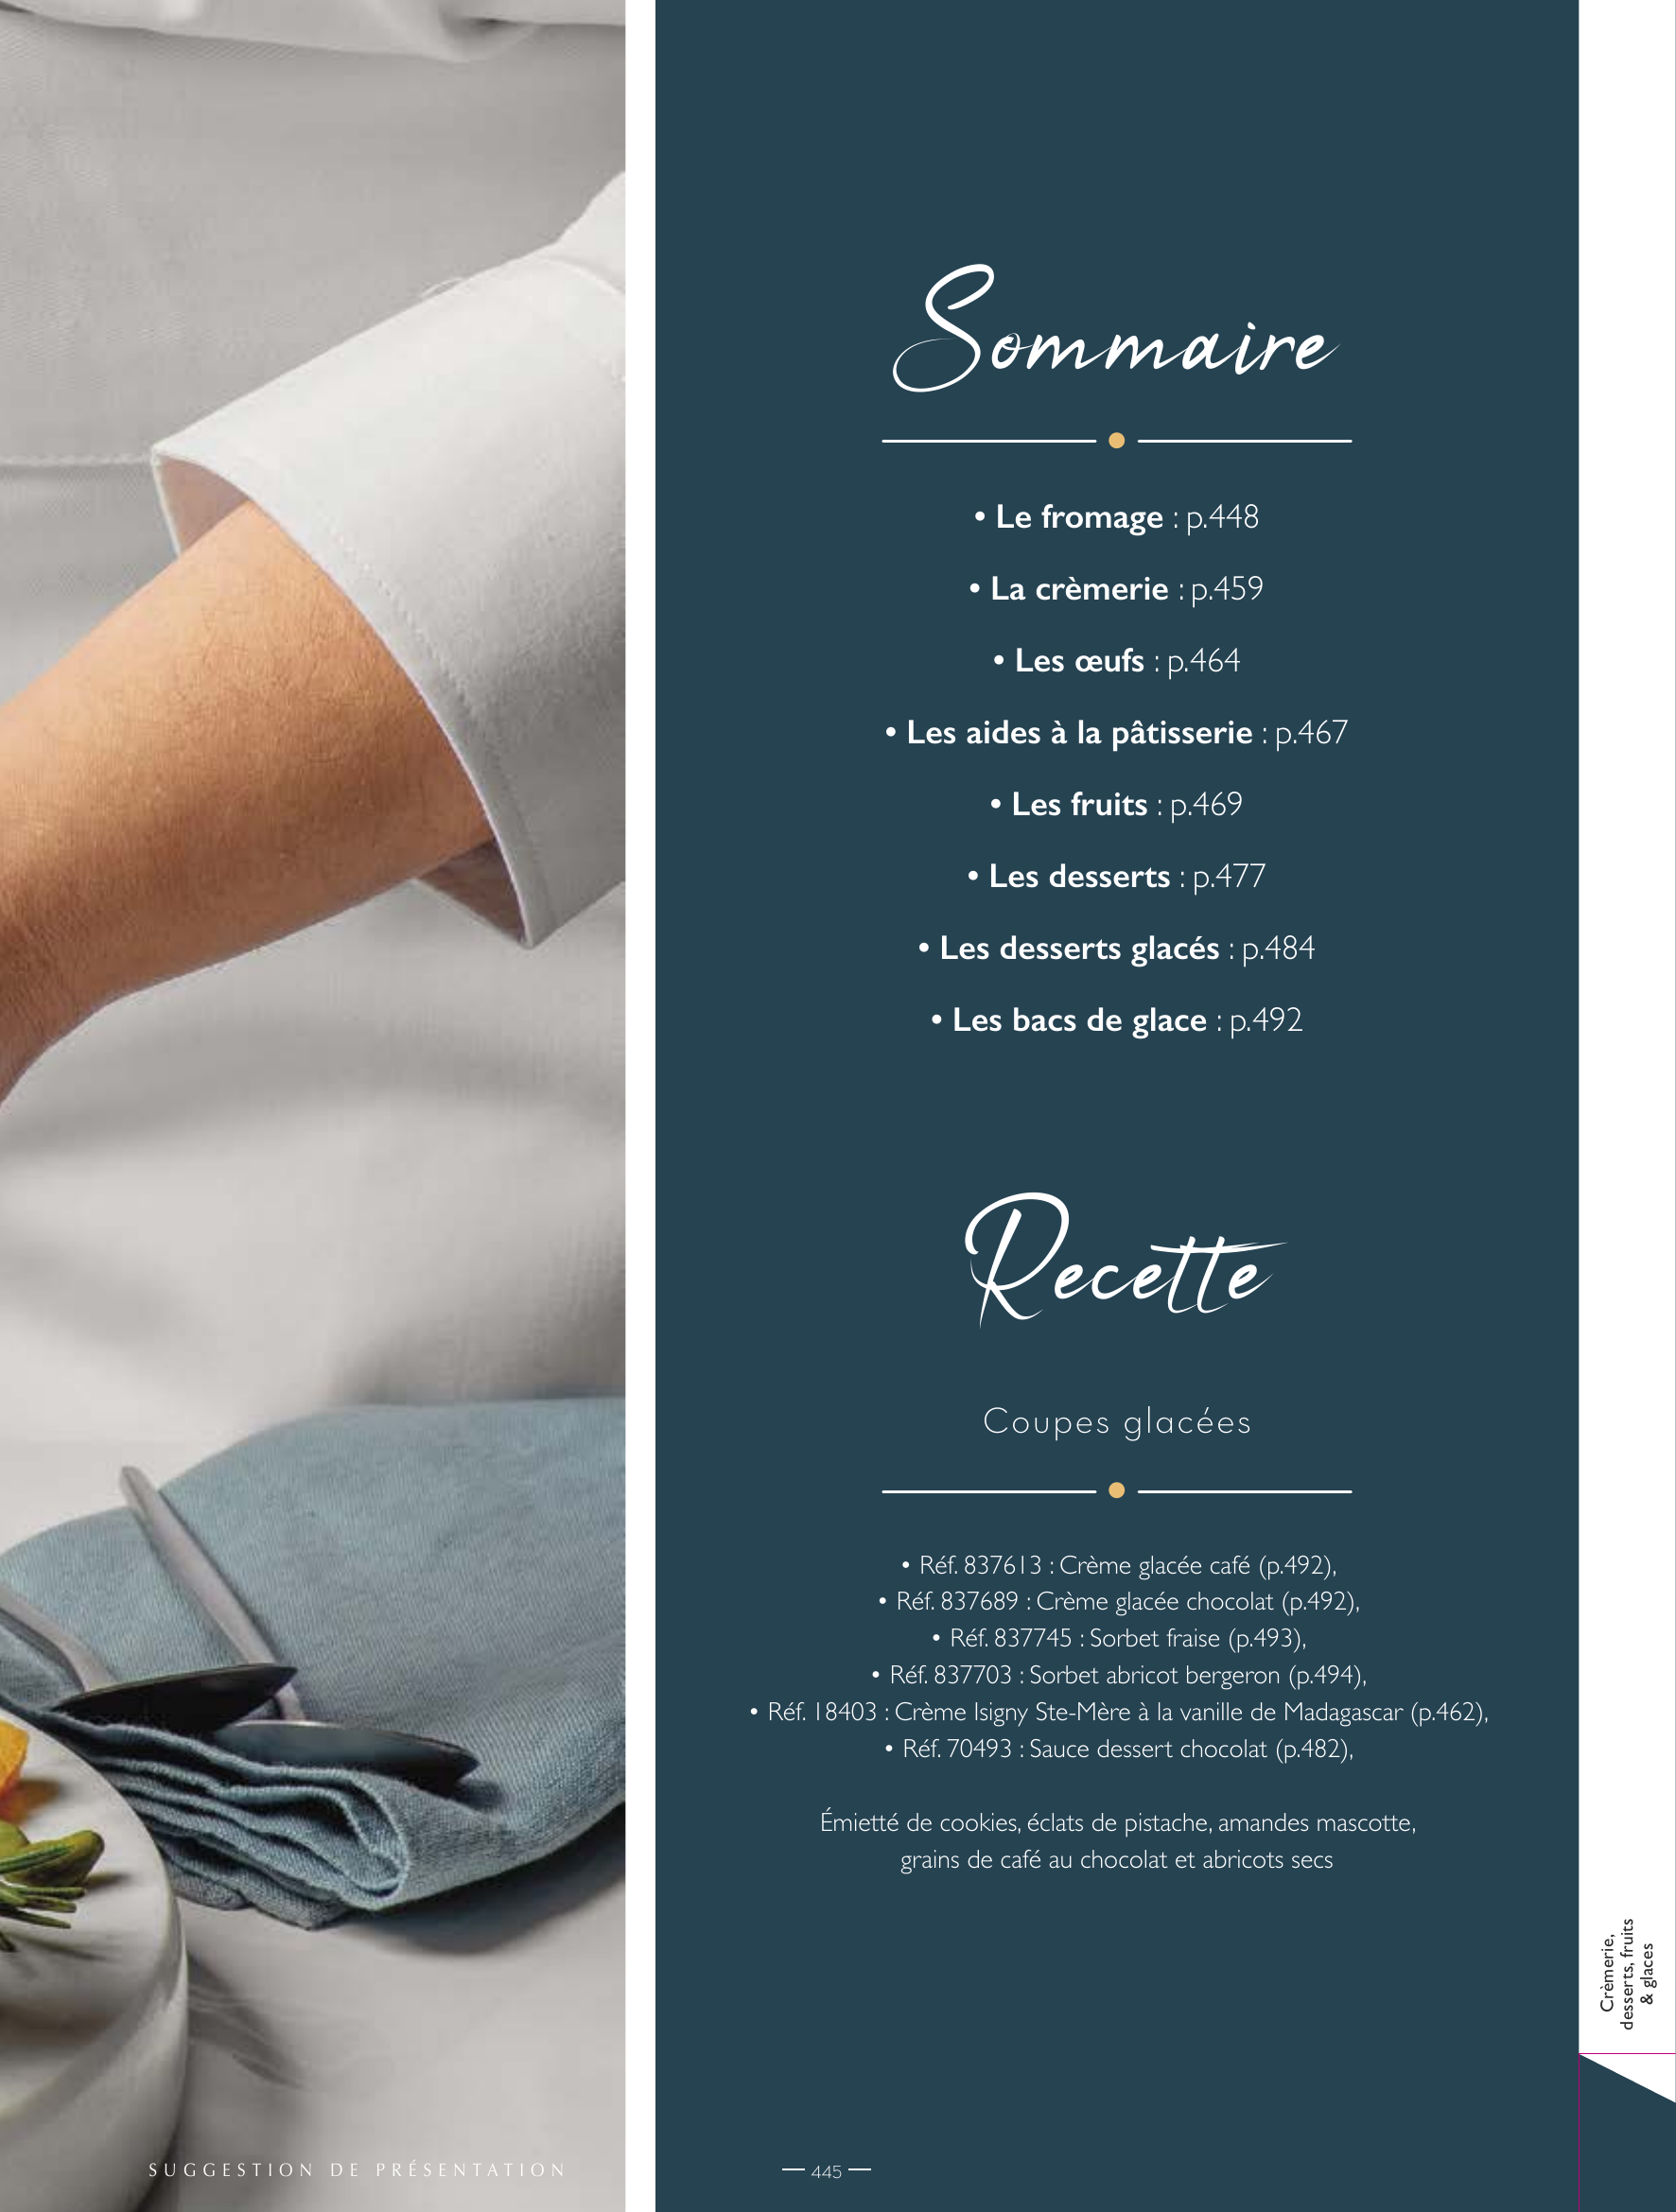 Sommaire
• Le fromage : p.448
• La crèmerie : p.459
• Les œufs : p.464
• Les aides à la pâtisserie : p.467
• Les fruits : p.469
• Les desserts : p.477
• Les desserts glacés : p.484
• Les bacs de glace : p.492
Recette
Coupes glacées
• Réf. 837613 : Crème glacée café (p.492),
• Réf. 837689 : Crème glacée chocolat (p.492),
• Réf. 837745 : Sorbet fraise (p.493),
• Réf. 837703 : Sorbet abricot bergeron (p.494),
• Réf. 18403 : Crème Isigny Ste-Mère à la vanille de Madagascar (p.462),
• Réf. 70493 : Sauce dessert chocolat (p.482),
Émietté de cookies, éclats de pistache, amandes mascotte,
grains de café au chocolat et abricots secs
Crèmerie,
desserts, fruits
& glaces
SUGGESTION DE PRÉSENTATION
— 445 —